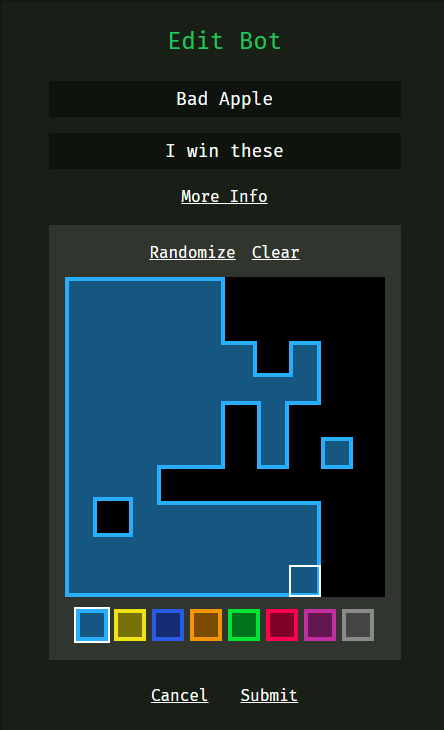 Edit Bot
Bad Apple
I win these
More Info
Randomize Clear
Cancel Submit